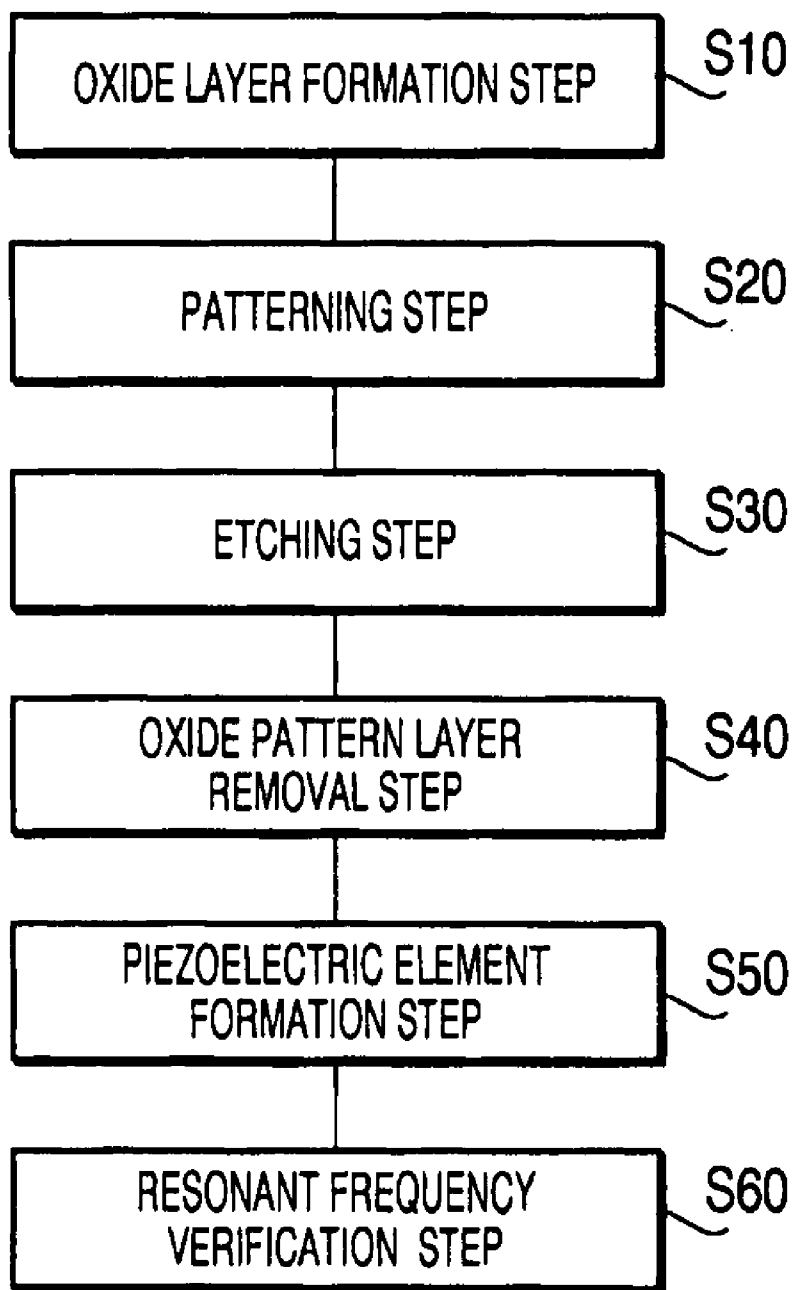 OXIDE LAYER FORMATION STEP
S10
PATTERNING STEP
S20
ETCHING STEP
S30
OXIDE PATTERN LAYER
REMOVAL STEP
S40
PIEZOELECTRIC ELEMENT
FORMATION STEP
S50
RESONANT FREQUENCY
VERIFICATION STEP
S60